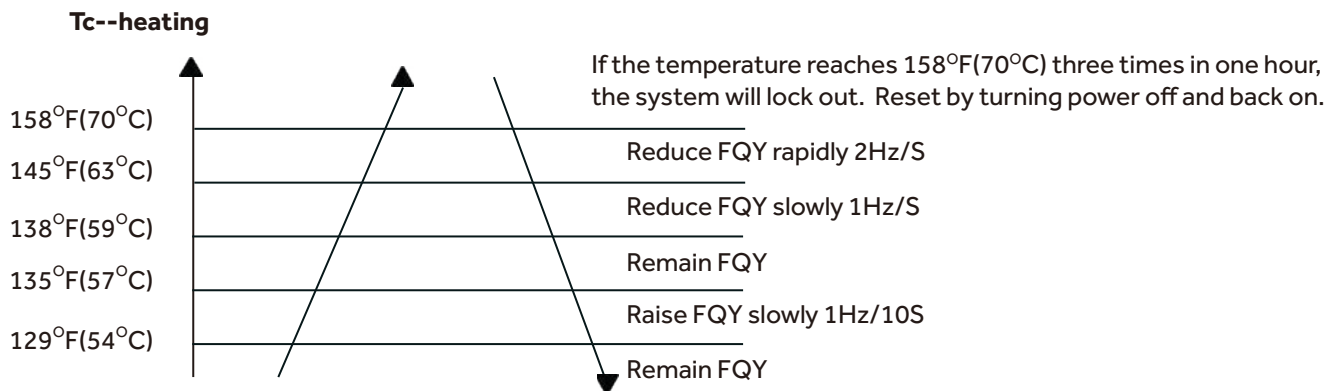 Tc--heating
If the temperature reaches 158°F(70°C) three times in one hour,
the system will lock out. Reset by turning power off and back on.
158°F(70°C)
Reduce FQY rapidly 2Hz/S
145°F(63°C)
Reduce FQY slowly 1Hz/S
138°F(59°C)
Remain FQY
135°F(57°C)
Raise FQY slowly 1Hz/10S
129°F(54°C)
Remain FQY